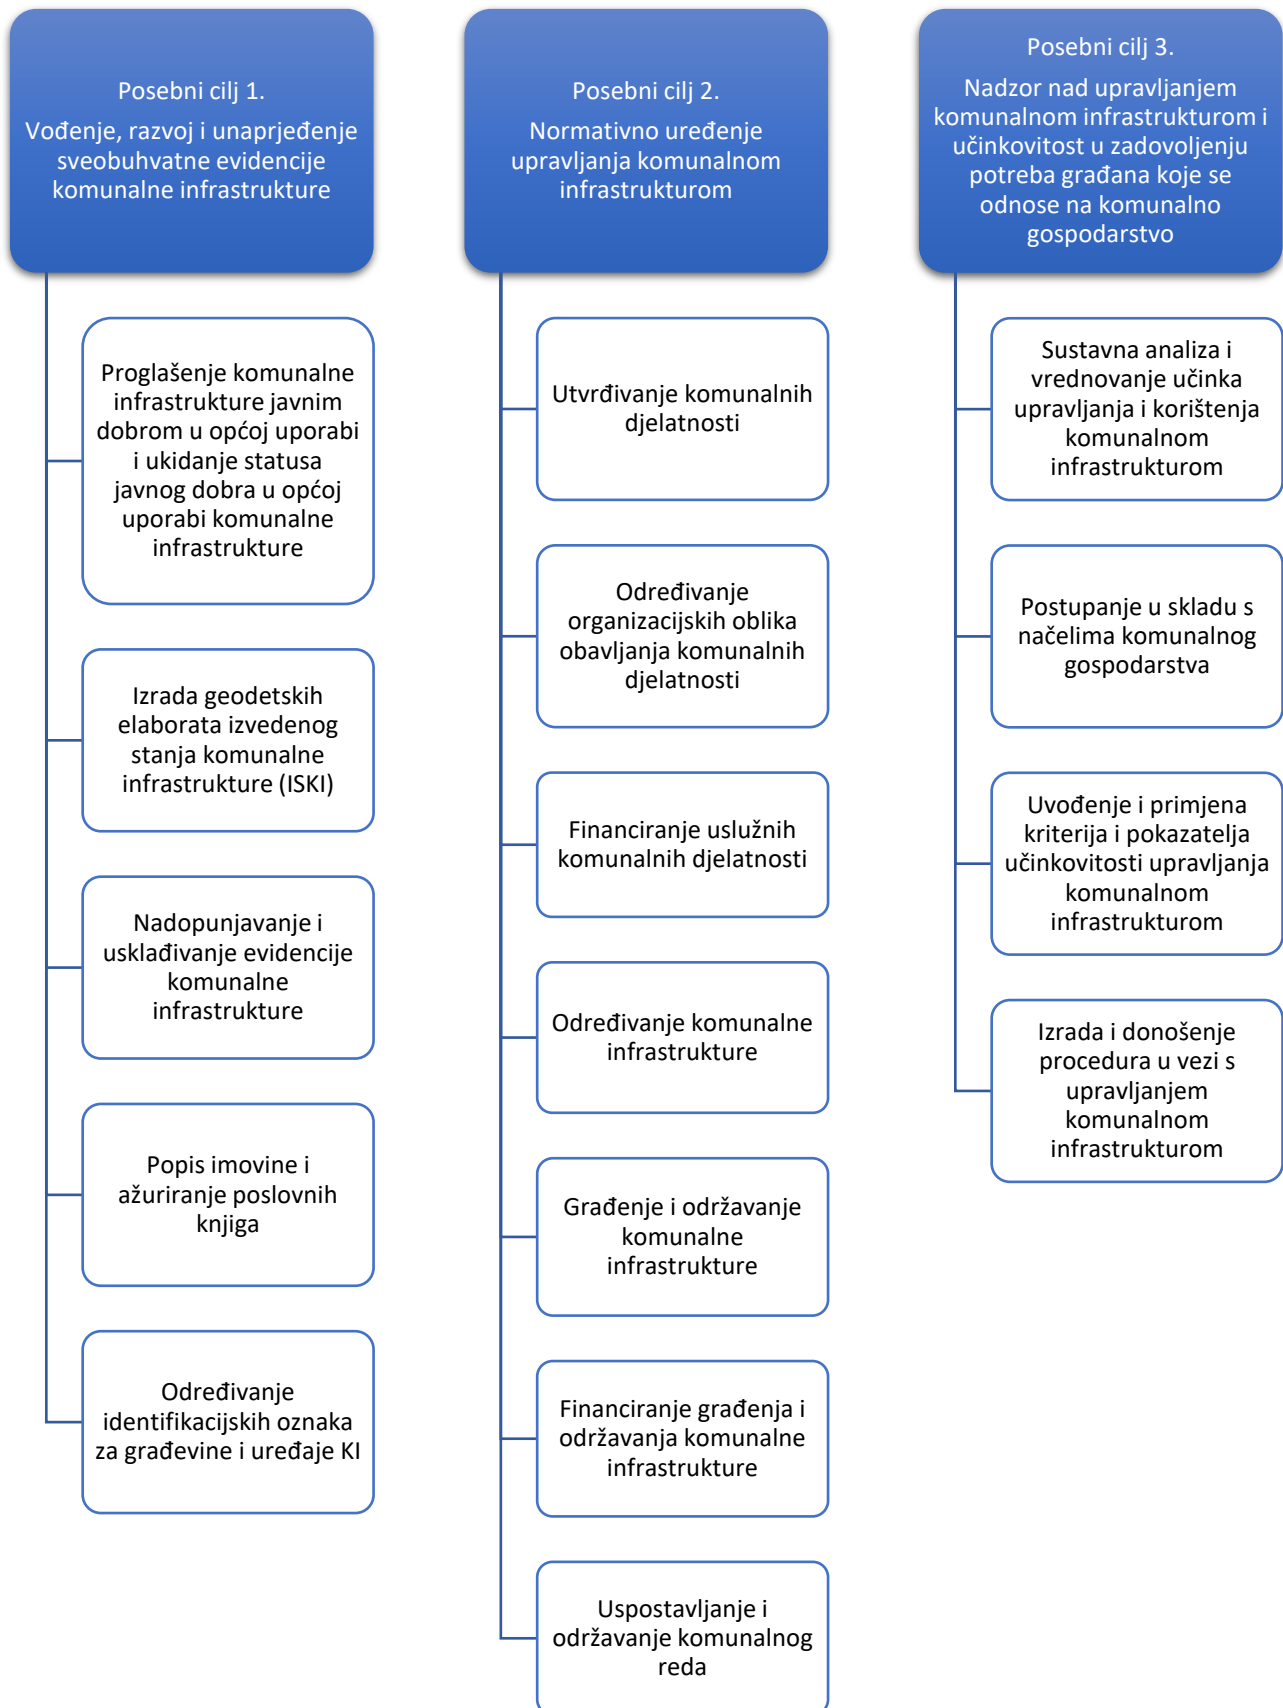 Posebni cilj 1.
Vođenje, razvoj i unaprjeđenje
sveobuhvatne evidencije
komunalne infrastrukture
Proglašenje komunalne
infrastrukture javnim
dobrom u općoj uporabi
i ukidanje statusa
javnog dobra u općoj
uporabi komunalne
infrastrukture
Izrada geodetskih
elaborata izvedenog
stanja komunalne
infrastrukture (ISKI)
Nadopunjavanje i
usklađivanje evidencije
komunalne
infrastrukture
Popis imovine i
ažuriranje poslovnih
knjiga
Određivanje
identifikacijskih oznaka
za građevine i uređaje KI
Posebni cilj 2.
Normativno uređenje
upravljanja komunalnom
infrastrukturom
Utvrđivanje komunalnih
djelatnosti
Određivanje
organizacijskih oblika
obavljanja komunalnih
djelatnosti
Financiranje uslužnih
komunalnih djelatnosti
Određivanje komunalne
infrastrukture
Građenje i održavanje
komunalne
infrastrukture
Financiranje građenja i
održavanja komunalne
infrastrukture
Uspostavljanje i
održavanje komunalnog
reda
Posebni cilj 3.
Nadzor nad upravljanjem
komunalnom infrastrukturom i
učinkovitost u zadovoljenju
potreba građana koje se
odnose na komunalno
gospodarstvo
Sustavna analiza i
vrednovanje učinka
upravljanja i korištenja
komunalnom
infrastrukturom
Postupanje u skladu s
načelima komunalnog
gospodarstva
Uvođenje i primjena
kriterija i pokazatelja
učinkovitosti upravljanja
komunalnom
infrastrukturom
Izrada i donošenje
procedura u vezi s
upravljanjem
komunalnom
infrastrukturom